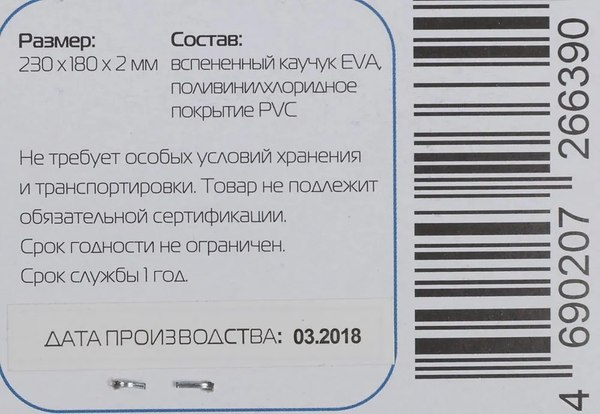 Размер:
230 x 180 x 2 мм
Состав:
вспененный каучук EVA,
поливинилхлоридное
покрытие PVC
Не требует особых условий хранения
и транспортировки. Товар не подлежит
обязательной сертификации.
Срок годности не ограничен.
Срок службы 1 год.
ДАТА ПРОИЗВОДСТВА: 03.2018
4 690207 266390